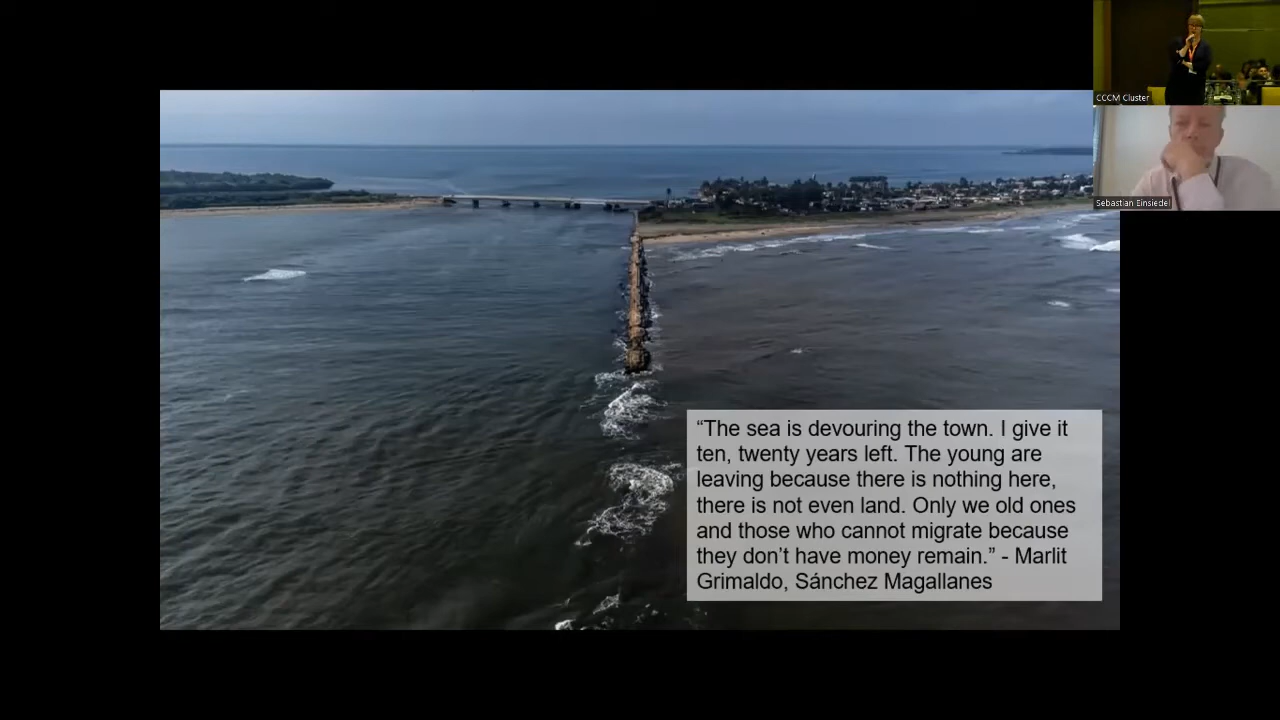 CCCM Cluster
Sebastian Einsiedel
“The sea is devouring the town. I give it
ten, twenty years left. The young are
leaving because there is nothing here,
there is not even land. Only we old ones
and those who cannot migrate because
they don’t have money remain.” - Marlit
Grimaldo, Sánchez Magallanes